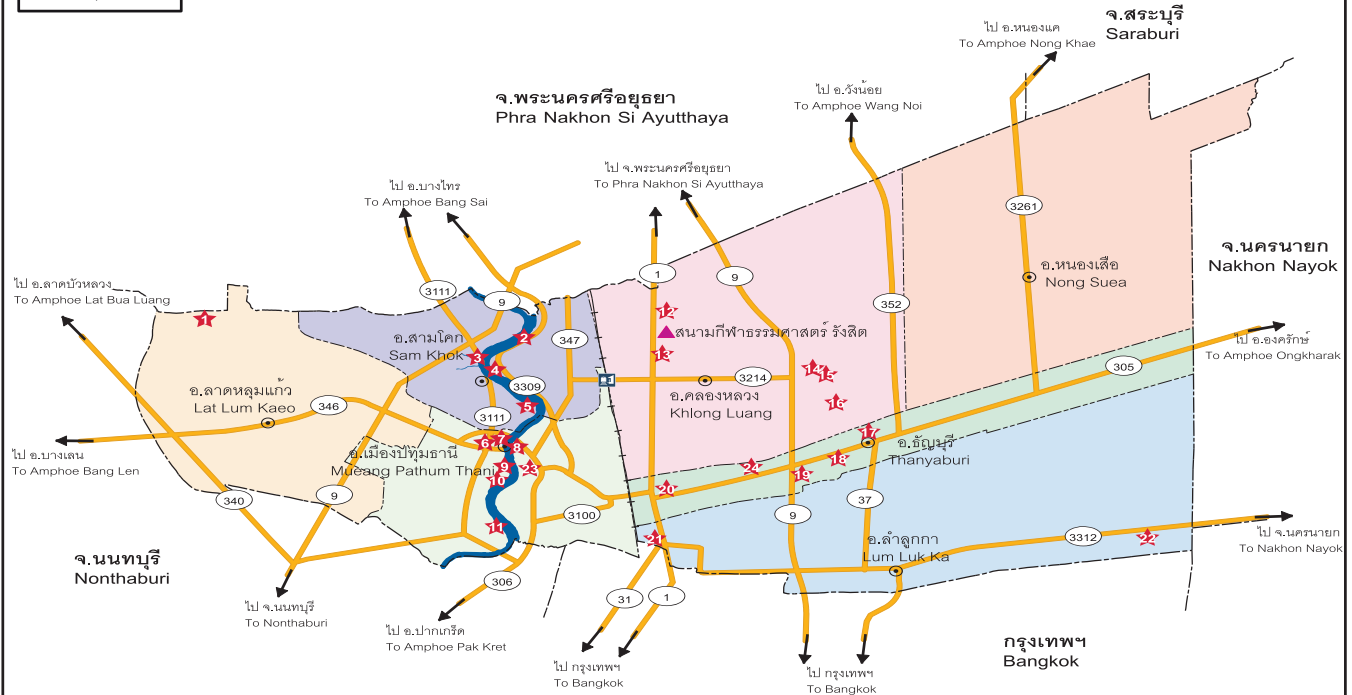 จ.สระบุรี
Saraburi
ไป อ.หนองแค
To Amphoe Nong Khae
ไป อ.วังน้อย
To Amphoe Wang Noi
จ.พระนครศรีอยุธยา
Phra Nakhon Si Ayutthaya
ไป จ.พระนครศรีอยุธยา
To Phra Nakhon Si Ayutthaya
ไป อ.บางไทร
To Amphoe Bang Sai
3261
จ.นครนายก
Nakhon Nayok
อ.หนองเสือ
Nong Suea
ไป อ.ลาดบัวหลวง
To Amphoe Lat Bua Luang
3111
9
1
9
352
1
12
2
347
สนามกีฬาธรรมศาสตร์ รังสิต
อ.สามโคก
Sam Khok
3
4
13
14
15
3214
ไป อ.องครักษ์
To Amphoe Ongkharak
305
อ.ลาดหลุมแก้ว
Lat Lum Kaeo
346
3309
5
3111
อ.คลองหลวง
Khlong Luang
16
17
อ.ธัญบุรี
Thanyaburi
ไป อ.บางเลน
To Amphoe Bang Len
6
7
8
อ.เมืองปทุมธานี
Mueang Pathum Thani
9
10
23
24
18
19
20
340
9
37
11
3100
9
21
อ.ลำลูกกา
Lum Luk Ka
3312
22
ไป จ.นครนายก
To Nakhon Nayok
จ.นนทบุรี
Nonthaburi
306
31
1
ไป จ.นนทบุรี
To Nonthaburi
ไป อ.ปากเกร็ด
To Amphoe Pak Kret
ไป กรุงเทพฯ
To Bangkok
ไป กรุงเทพฯ
To Bangkok
กรุงเทพฯ
Bangkok